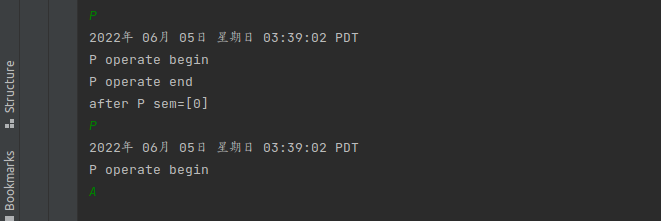 P
2022年 06月 05日 星期日 03:39:02 PDT
P operate begin
P operate end
after P sem=[0]
P
2022年 06月 05日 星期日 03:39:02 PDT
P operate begin
A
Structure
Bookmarks